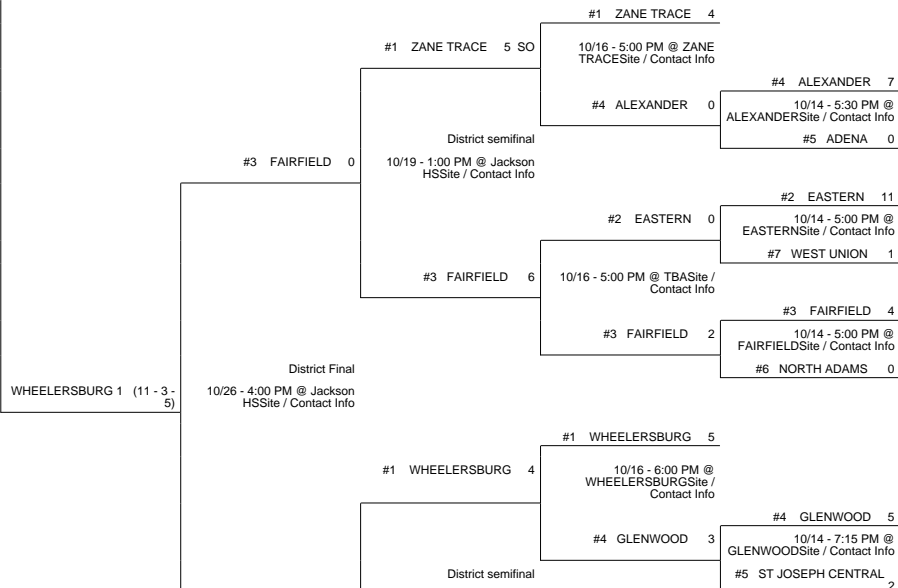 #1 ZANE TRACE 4
#1 ZANE TRACE 5 SO
10/16 - 5:00 PM @ ZANE
TRACESite / Contact Info
#4 ALEXANDER 7
#4 ALEXANDER 0
10/14 - 5:30 PM @
ALEXANDERSite / Contact Info
District semifinal
#5 ADENA 0
#3 FAIRFIELD 0
10/19 - 1:00 PM @ Jackson
HSSite / Contact Info
#2 EASTERN 11
#2 EASTERN 0
10/14 - 5:00 PM @
EASTERNSite / Contact Info
#7 WEST UNION 1
#3 FAIRFIELD 6
10/16 - 5:00 PM @ TBASite /
Contact Info
#3 FAIRFIELD 4
#3 FAIRFIELD 2
10/14 - 5:00 PM @
FAIRFIELDSite / Contact Info
District Final
#6 NORTH ADAMS 0
WHEELERSBURG 1 (11 - 3 -
5)
10/26 - 4:00 PM @ Jackson
HSSite / Contact Info
#1 WHEELERSBURG 5
#1 WHEELERSBURG 4
10/16 - 6:00 PM @
WHEELERSBURGSite /
Contact Info
#4 GLENWOOD 5
#4 GLENWOOD 3
10/14 - 7:15 PM @
GLENWOODSite / Contact Info
District semifinal
#5 ST JOSEPH CENTRAL
2